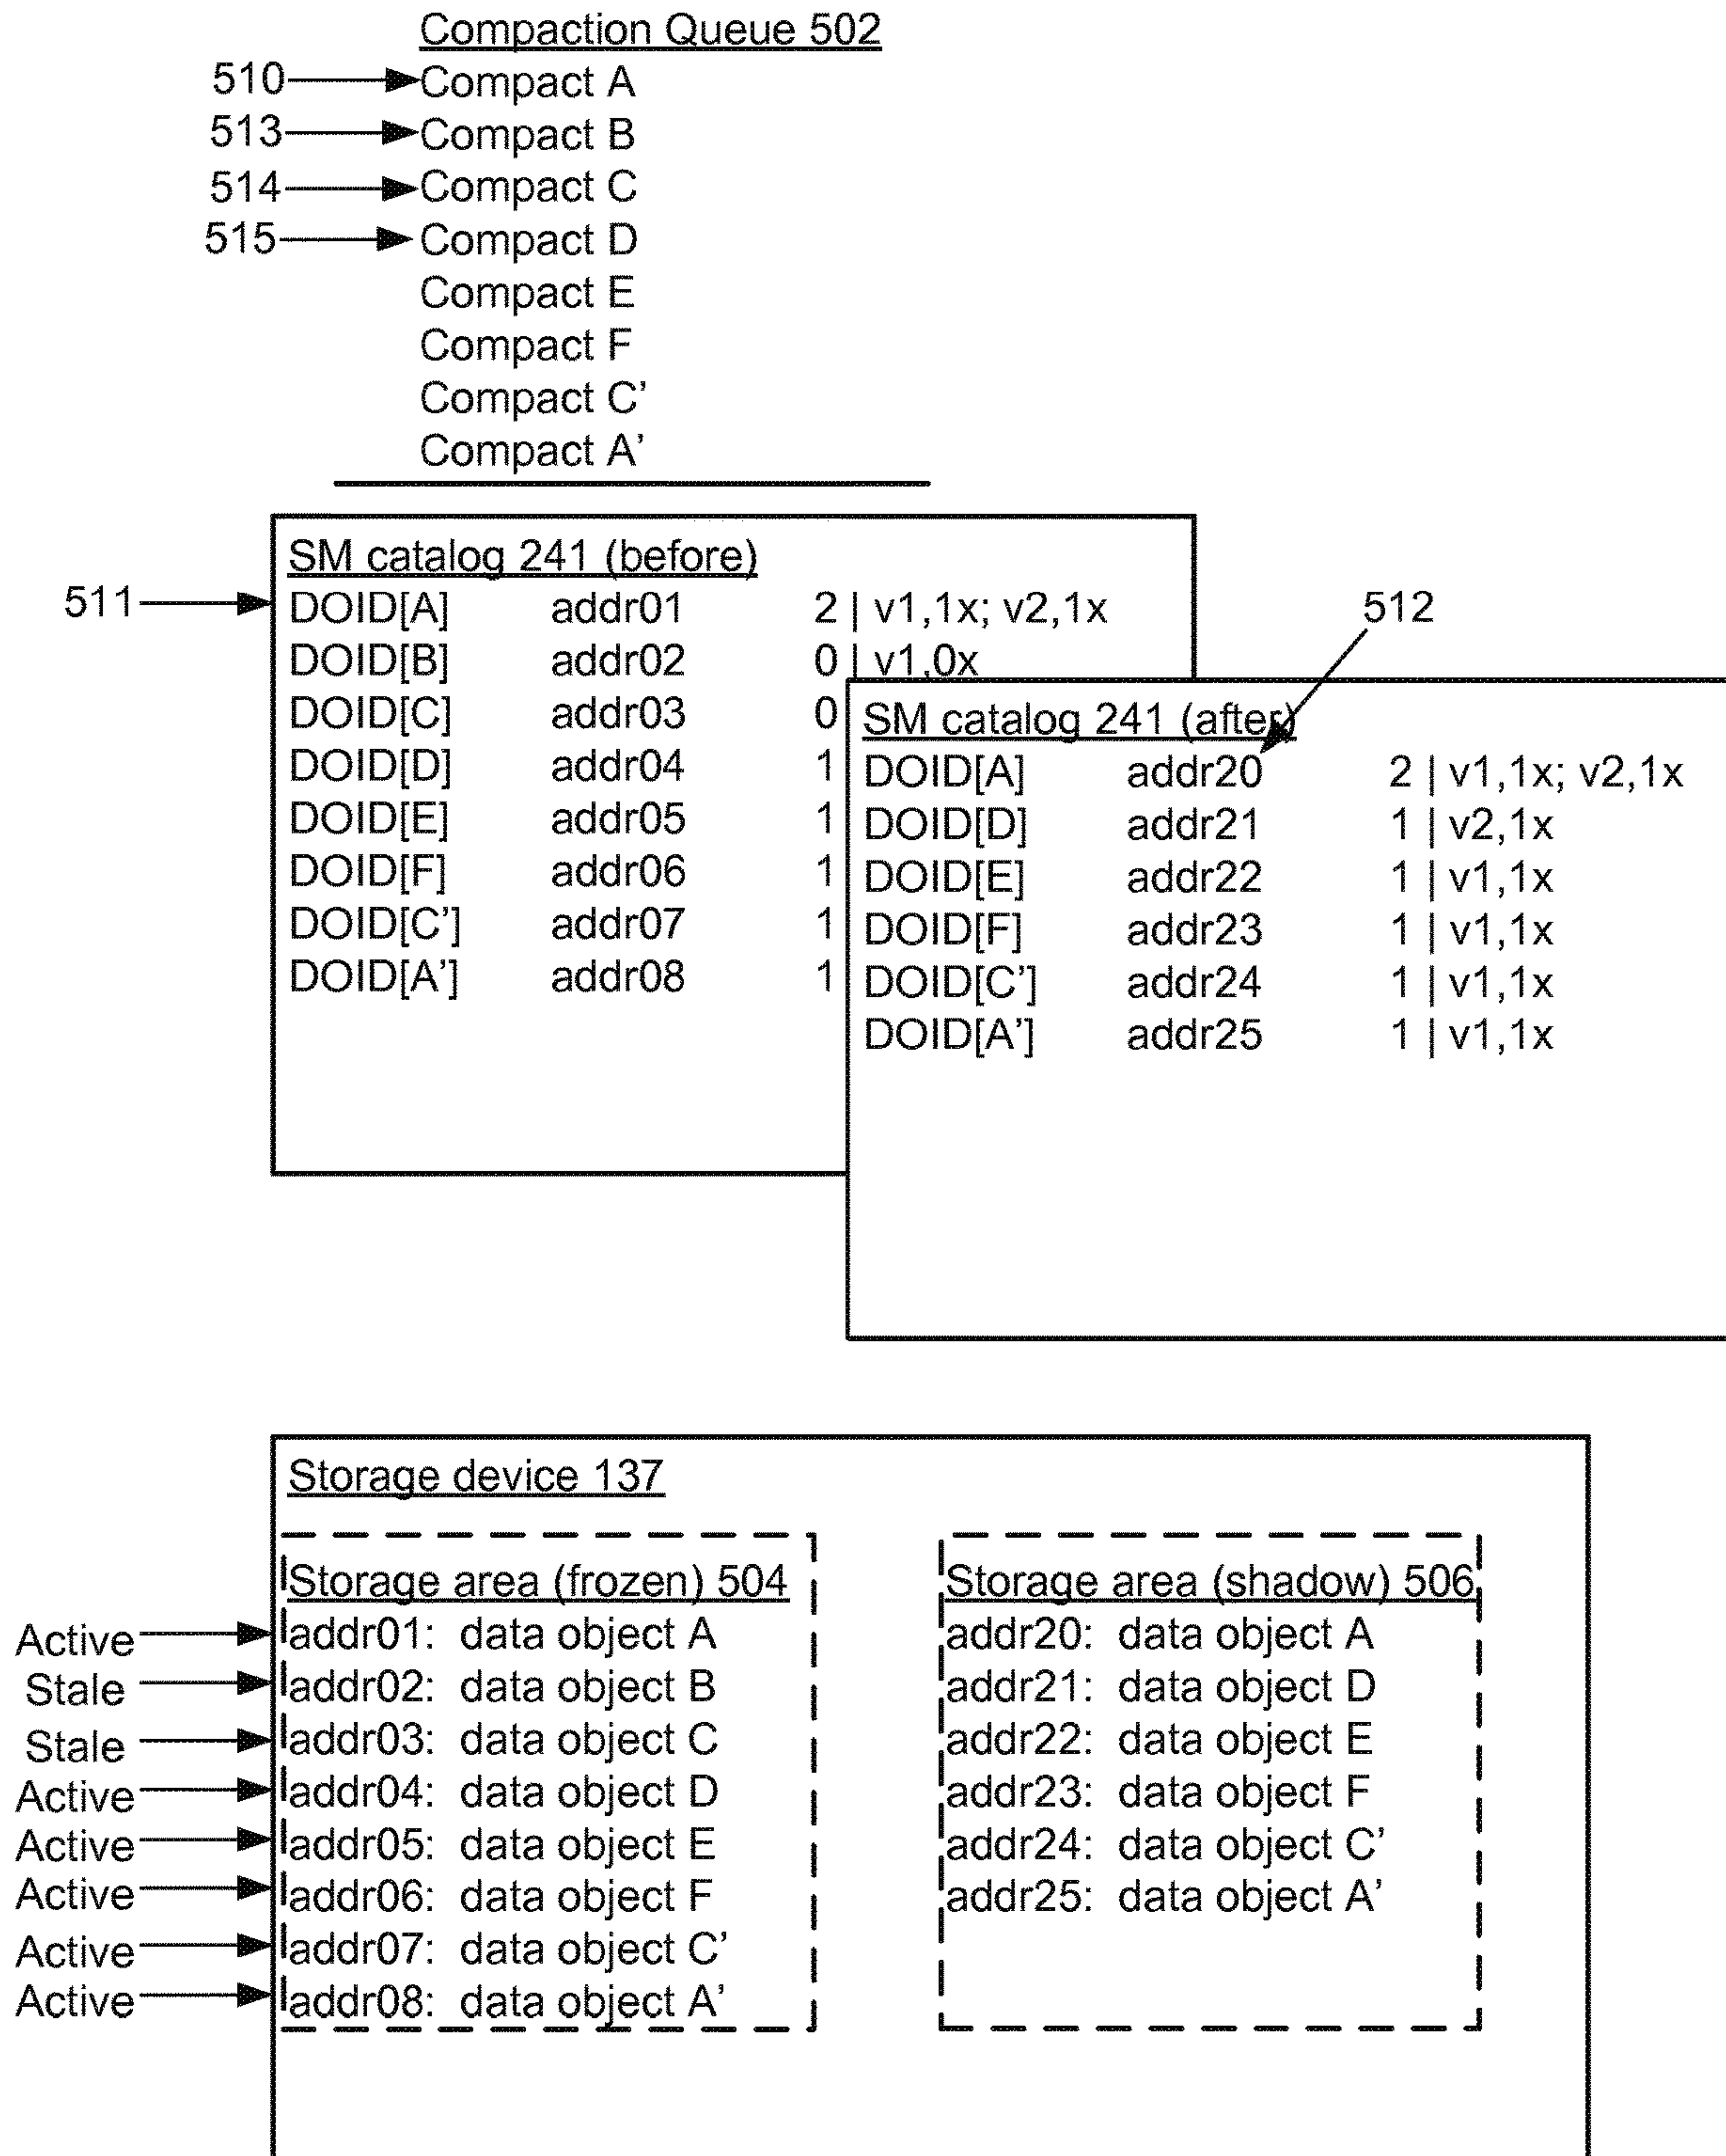 Compaction Queue 502
510 Compact A
513 Compact B
514 Compact C
515 Compact D
Compact E
Compact F
Compact C'
Compact A'
SM catalog 241 (before)
511 DOID[A] addr01 2 | v1,1x; v2,1x
DOID[B] addr02 0 | v1,0x
DOID[C] addr03 0
DOID[D] addr04 1
DOID[E] addr05 1
DOID[F] addr06 1
DOID[C'] addr07 1
DOID[A'] addr08 1
512
SM catalog 241 (after)
DOID[A] addr20 2 | v1,1x; v2,1x
DOID[D] addr21 1 | v2,1x
DOID[E] addr22 1 | v1,1x
DOID[F] addr23 1 | v1,1x
DOID[C'] addr24 1 | v1,1x
DOID[A'] addr25 1 | v1,1x
Storage device 137
Storage area (frozen) 504
Active addr01: data object A
Stale addr02: data object B
Stale addr03: data object C
Active addr04: data object D
Active addr05: data object E
Active addr06: data object F
Active addr07: data object C'
Active addr08: data object A'
Storage area (shadow) 506
addr20: data object A
addr21: data object D
addr22: data object E
addr23: data object F
addr24: data object C'
addr25: data object A'